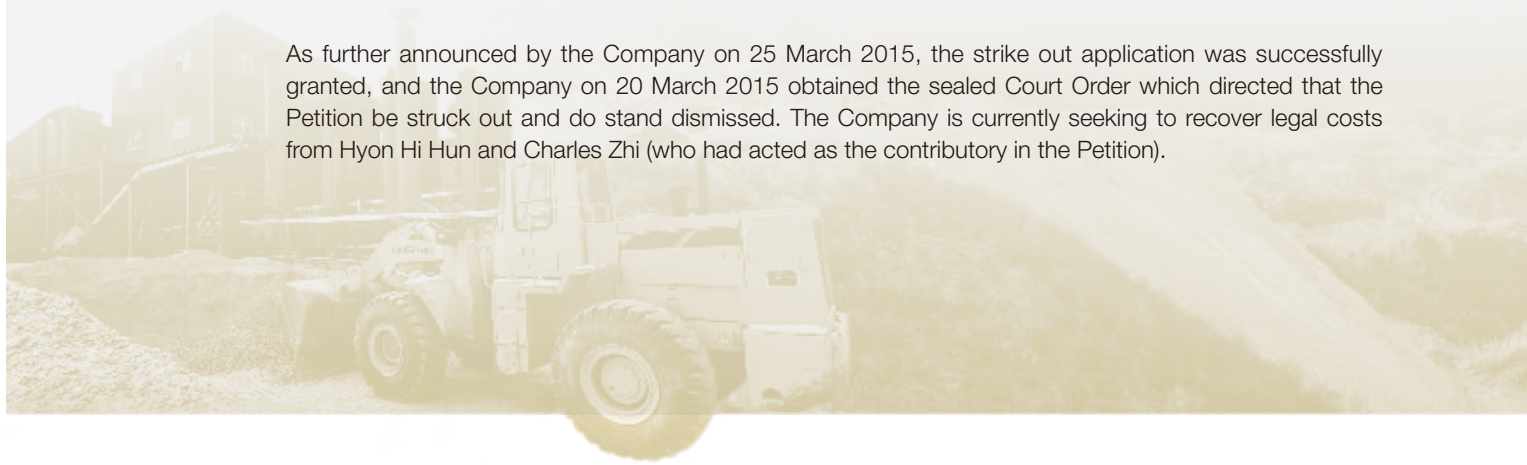 As further announced by the Company on 25 March 2015, the strike out application was successfully
granted, and the Company on 20 March 2015 obtained the sealed Court Order which directed that the
Petition be struck out and do stand dismissed. The Company is currently seeking to recover legal costs
from Hyon Hi Hun and Charles Zhi (who had acted as the contributory in the Petition).